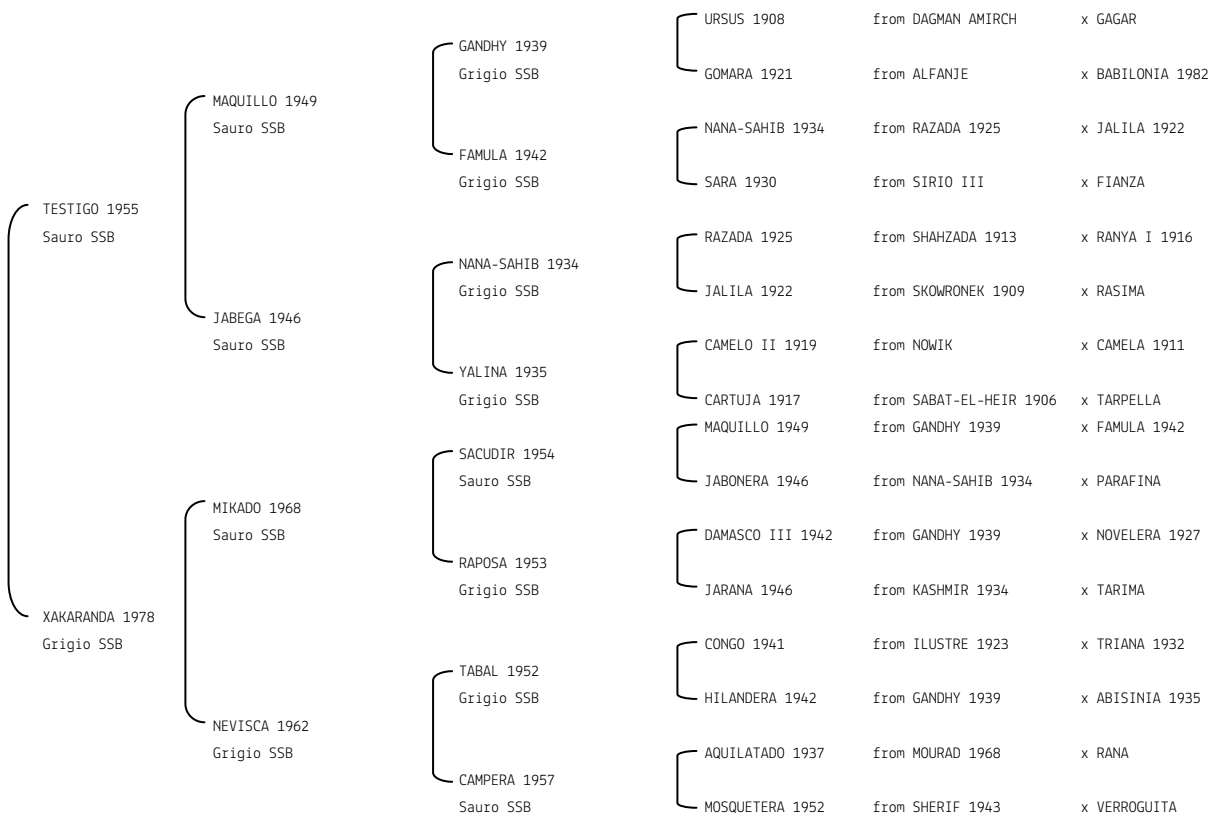 URSUS 1908 from DAGMAN AMIRCH x GAGAR
GANDHY 1939
Grigio SSB GOMARA 1921 from ALFANJE x BABILONIA 1982
MAQUILLO 1949
Sauro SSB NANA-SAHIB 1934 from RAZADA 1925 x JALILA 1922
FAMULA 1942
Grigio SSB SARA 1930 from SIRIO III x FIANZA
TESTIGO 1955
Sauro SSB RAZADA 1925 from SHAHZADA 1913 x RANYA I 1916
NANA-SAHIB 1934
Grigio SSB JALILA 1922 from SKOWRONEK 1909 x RASIMA
JABEGA 1946
Sauro SSB CAMELO II 1919 from NOWIK x CAMELA 1911
YALINA 1935
Grigio SSB CARTUJA 1917 from SABAT-EL-HEIR 1906 x TARPELLA
MAQUILLO 1949 from GANDHY 1939 x FAMULA 1942
SACUDIR 1954
Sauro SSB JABONERA 1946 from NANA-SAHIB 1934 x PARAFINA
MIKADO 1968
Sauro SSB DAMASCO III 1942 from GANDHY 1939 x NOVELERA 1927
RAPOSA 1953
Grigio SSB JARANA 1946 from KASHMIR 1934 x TARIMA
XAKARANDA 1978
Grigio SSB CONGO 1941 from ILUSTRE 1923 x TRIANA 1932
TABAL 1952
Grigio SSB HILANDERA 1942 from GANDHY 1939 x ABISINIA 1935
NEVISCA 1962
Grigio SSB AQUILATADO 1937 from MOURAD 1968 x RANA
CAMPERA 1957
Sauro SSB MOSQUETERA 1952 from SHERIF 1943 x VERROGUITA